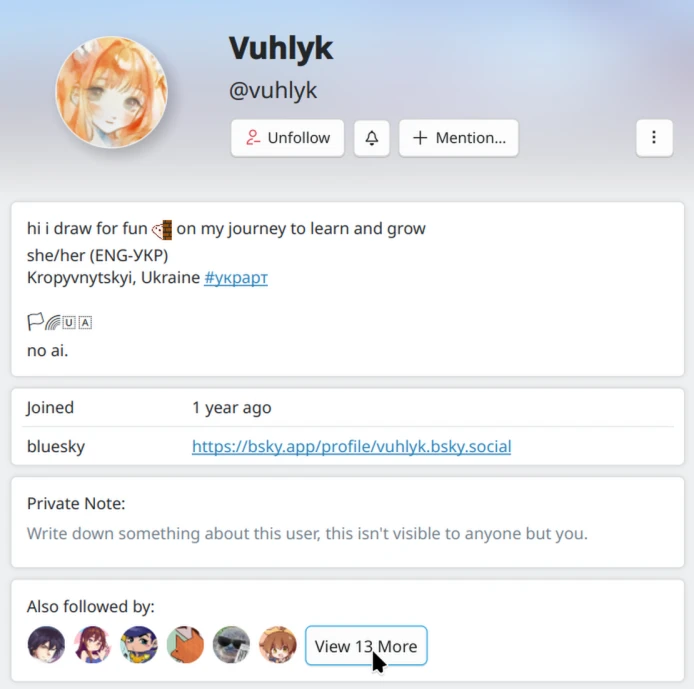 Vuhlyk
@vuhlyk
Unfollow
+ Mention...
hi i draw for fun on my journey to learn and grow
she/her (ENG-УКР)
Kropyvnytskyi, Ukraine #украрт
🏳🌈🇺🇦
no ai.
Joined 1 year ago
bluesky https://bsky.app/profile/vuhlyk.bsky.social
Private Note:
Write down something about this user, this isn't visible to anyone but you.
Also followed by:
View 13 More